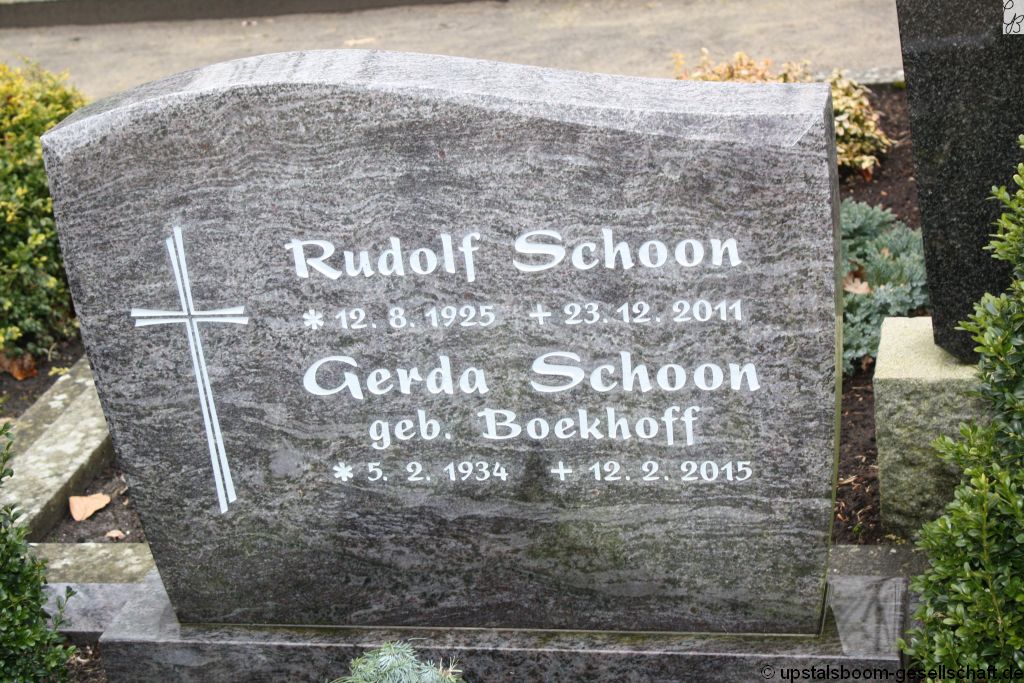 Rudolf Schoon
* 12. 8. 1925 + 23. 12. 2011
Gerda Schoon
geb. Boekhoff
* 5. 2. 1934 + 12. 2. 2015
© upstalsboom-gesellschaft.de